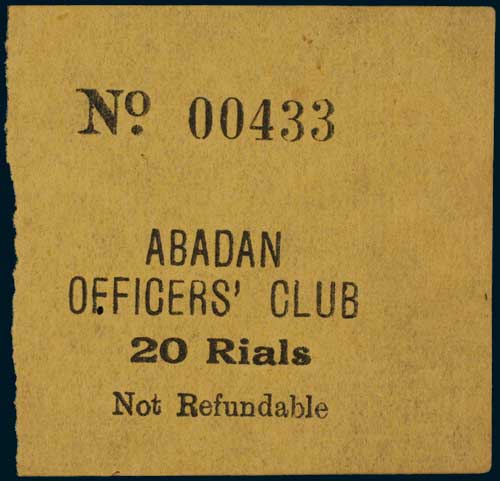 Nº. 00433
ABADAN
OFFICERS' CLUB
20 Rials
Not Refundable